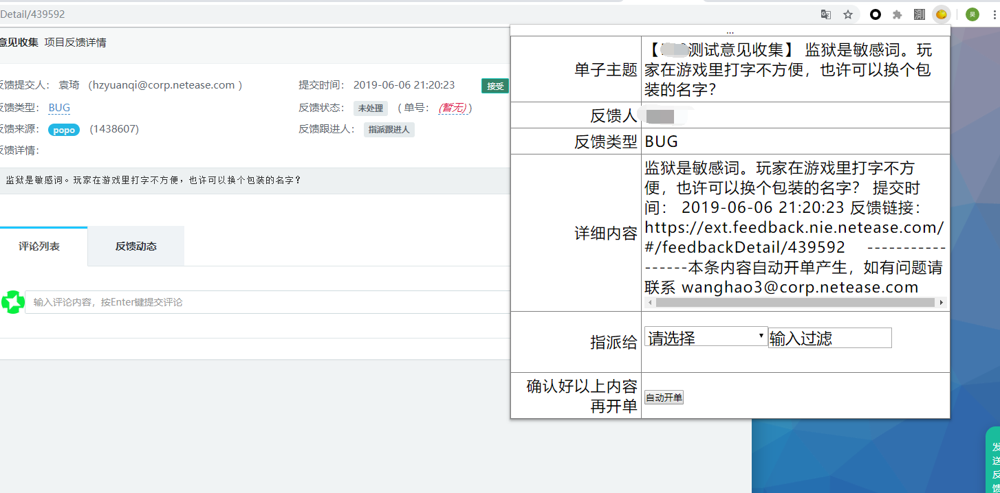 Detail/439592
吴
意见收集 项目反馈详情
反馈提交人： 袁琦 （hzyuanqi@corp.netease.com ）
提交时间： 2019-06-06 21:20:23
接受
反馈类型： BUG
反馈状态： 未处理 （ 单号： (暂无) ）
反馈来源： popo (1438607)
反馈跟进人： 指派跟进人
反馈详情：
监狱是敏感词。玩家在游戏里打字不方便，也许可以换个包装的名字？
评论列表
反馈动态
输入评论内容，按Enter键提交评论
...
单子主题
【 测试意见收集】 监狱是敏感词。玩
家在游戏里打字不方便，也许可以换个包
装的名字？
反馈人
反馈类型
BUG
详细内容
监狱是敏感词。玩家在游戏里打字不方
便，也许可以换个包装的名字？ 提交时
间： 2019-06-06 21:20:23 反馈链接：
https://ext.feedback.nie.netease.com/
#/feedbackDetail/439592 ------------
------本条内容自动开单产生，如有问题请
联系 wanghao3@corp.netease.com
指派给
请选择
输入过滤
确认好以上内容
再开单
自动开单
发
送
反
馈